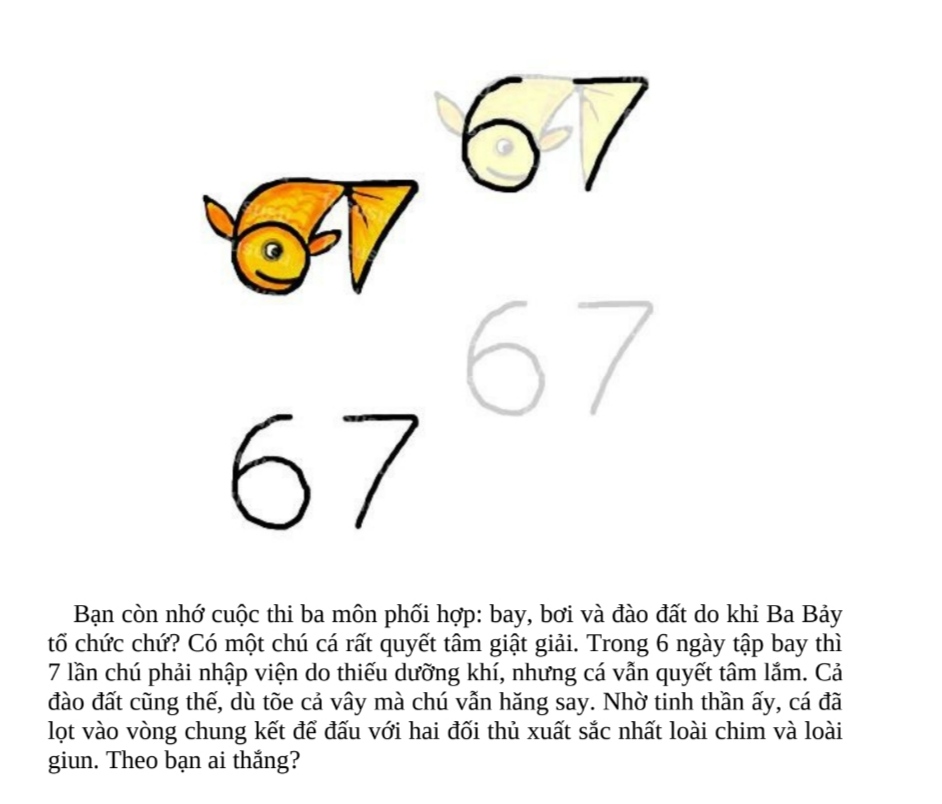 67
67
67
67
Bạn còn nhớ cuộc thi ba môn phối hợp: bay, bơi và đào đất do khỉ Ba Bảy
tổ chức chứ? Có một chú cá rất quyết tâm giật giải. Trong 6 ngày tập bay thì
7 lần chú phải nhập viện do thiếu dưỡng khí, nhưng cá vẫn quyết tâm lắm. Cả
đào đất cũng thế, dù tõe cả vây mà chú vẫn hăng say. Nhờ tinh thần ấy, cá đã
lọt vào vòng chung kết để đấu với hai đối thủ xuất sắc nhất loài chim và loài
giun. Theo bạn ai thắng?